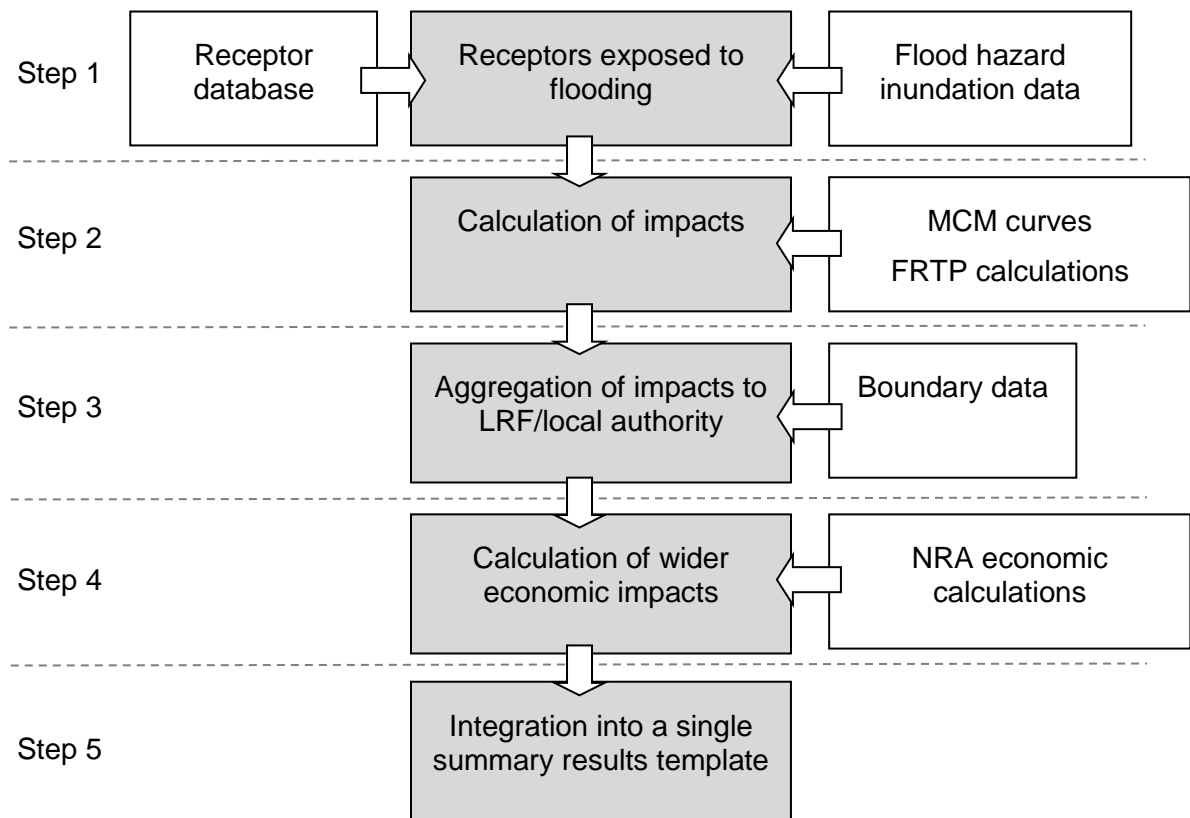 Step 1
Receptor
database
Receptors exposed to
flooding
Flood hazard
inundation data
Step 2
Calculation of impacts
MCM curves
FRTP calculations
Step 3
Aggregation of impacts to
LRF/local authority
Boundary data
Step 4
Calculation of wider
economic impacts
NRA economic
calculations
Step 5
Integration into a single
summary results template